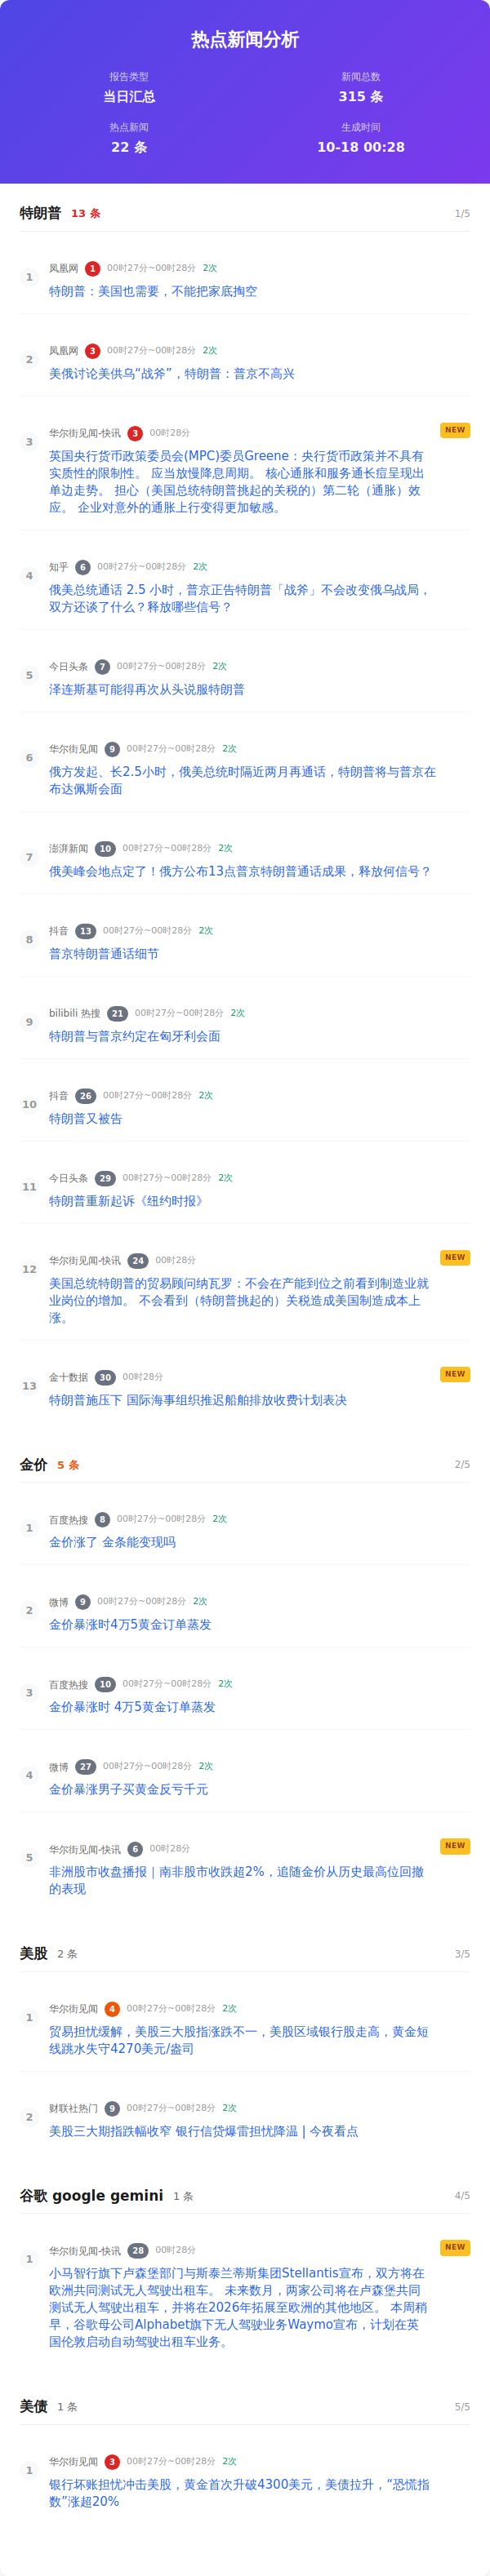 热点新闻分析
报告类型
当日汇总
新闻总数
315 条
热点新闻
22 条
生成时间
10-18 00:28
特朗普 13 条 1/5
1
凤凰网 1 00时27分~00时28分 2次
特朗普：美国也需要，不能把家底掏空
2
凤凰网 3 00时27分~00时28分 2次
美俄讨论美供乌“战斧”，特朗普：普京不高兴
3
华尔街见闻-快讯 3 00时28分 NEW
英国央行货币政策委员会(MPC)委员Greene：央行货币政策并不具有
实质性的限制性。 应当放慢降息周期。 核心通胀和服务通长痘呈现出
单边走势。 担心（美国总统特朗普挑起的关税的）第二轮（通胀）效
应。 企业对意外的通胀上行变得更加敏感。
4
知乎 6 00时27分~00时28分 2次
俄美总统通话 2.5 小时，普京正告特朗普「战斧」不会改变俄乌战局，
双方还谈了什么？释放哪些信号？
5
今日头条 7 00时27分~00时28分 2次
泽连斯基可能得再次从头说服特朗普
6
华尔街见闻 9 00时27分~00时28分 2次
俄方发起、长2.5小时，俄美总统时隔近两月再通话，特朗普将与普京在
布达佩斯会面
7
澎湃新闻 10 00时27分~00时28分 2次
俄美峰会地点定了！俄方公布13点普京特朗普通话成果，释放何信号？
8
抖音 13 00时27分~00时28分 2次
普京特朗普通话细节
9
bilibili 热搜 21 00时27分~00时28分 2次
特朗普与普京约定在匈牙利会面
10
抖音 26 00时27分~00时28分 2次
特朗普又被告
11
今日头条 29 00时27分~00时28分 2次
特朗普重新起诉《纽约时报》
12
华尔街见闻-快讯 24 00时28分 NEW
美国总统特朗普的贸易顾问纳瓦罗：不会在产能到位之前看到制造业就
业岗位的增加。 不会看到（特朗普挑起的）关税造成美国制造成本上
涨。
13
金十数据 30 00时28分 NEW
特朗普施压下 国际海事组织推迟船舶排放收费计划表决
金价 5 条 2/5
1
百度热搜 8 00时27分~00时28分 2次
金价涨了 金条能变现吗
2
微博 9 00时27分~00时28分 2次
金价暴涨时4万5黄金订单蒸发
3
百度热搜 10 00时27分~00时28分 2次
金价暴涨时 4万5黄金订单蒸发
4
微博 27 00时27分~00时28分 2次
金价暴涨男子买黄金反亏千元
5
华尔街见闻-快讯 6 00时28分 NEW
非洲股市收盘播报｜南非股市收跌超2%，追随金价从历史最高位回撤
的表现
美股 2 条 3/5
1
华尔街见闻 4 00时27分~00时28分 2次
贸易担忧缓解，美股三大股指涨跌不一，美股区域银行股走高，黄金短
线跳水失守4270美元/盎司
2
财联社热门 9 00时27分~00时28分 2次
美股三大期指跌幅收窄 银行信贷爆雷担忧降温 | 今夜看点
谷歌 google gemini 1 条 4/5
1
华尔街见闻-快讯 28 00时28分 NEW
小马智行旗下卢森堡部门与斯泰兰蒂斯集团Stellantis宣布，双方将在
欧洲共同测试无人驾驶出租车。 未来数月，两家公司将在卢森堡共同
测试无人驾驶出租车，并将在2026年拓展至欧洲的其他地区。 本周稍
早，谷歌母公司Alphabet旗下无人驾驶业务Waymo宣布，计划在英
国伦敦启动自动驾驶出租车业务。
美债 1 条 5/5
1
华尔街见闻 3 00时27分~00时28分 2次
银行坏账担忧冲击美股，黄金首次升破4300美元，美债拉升，“恐慌指
数”涨超20%